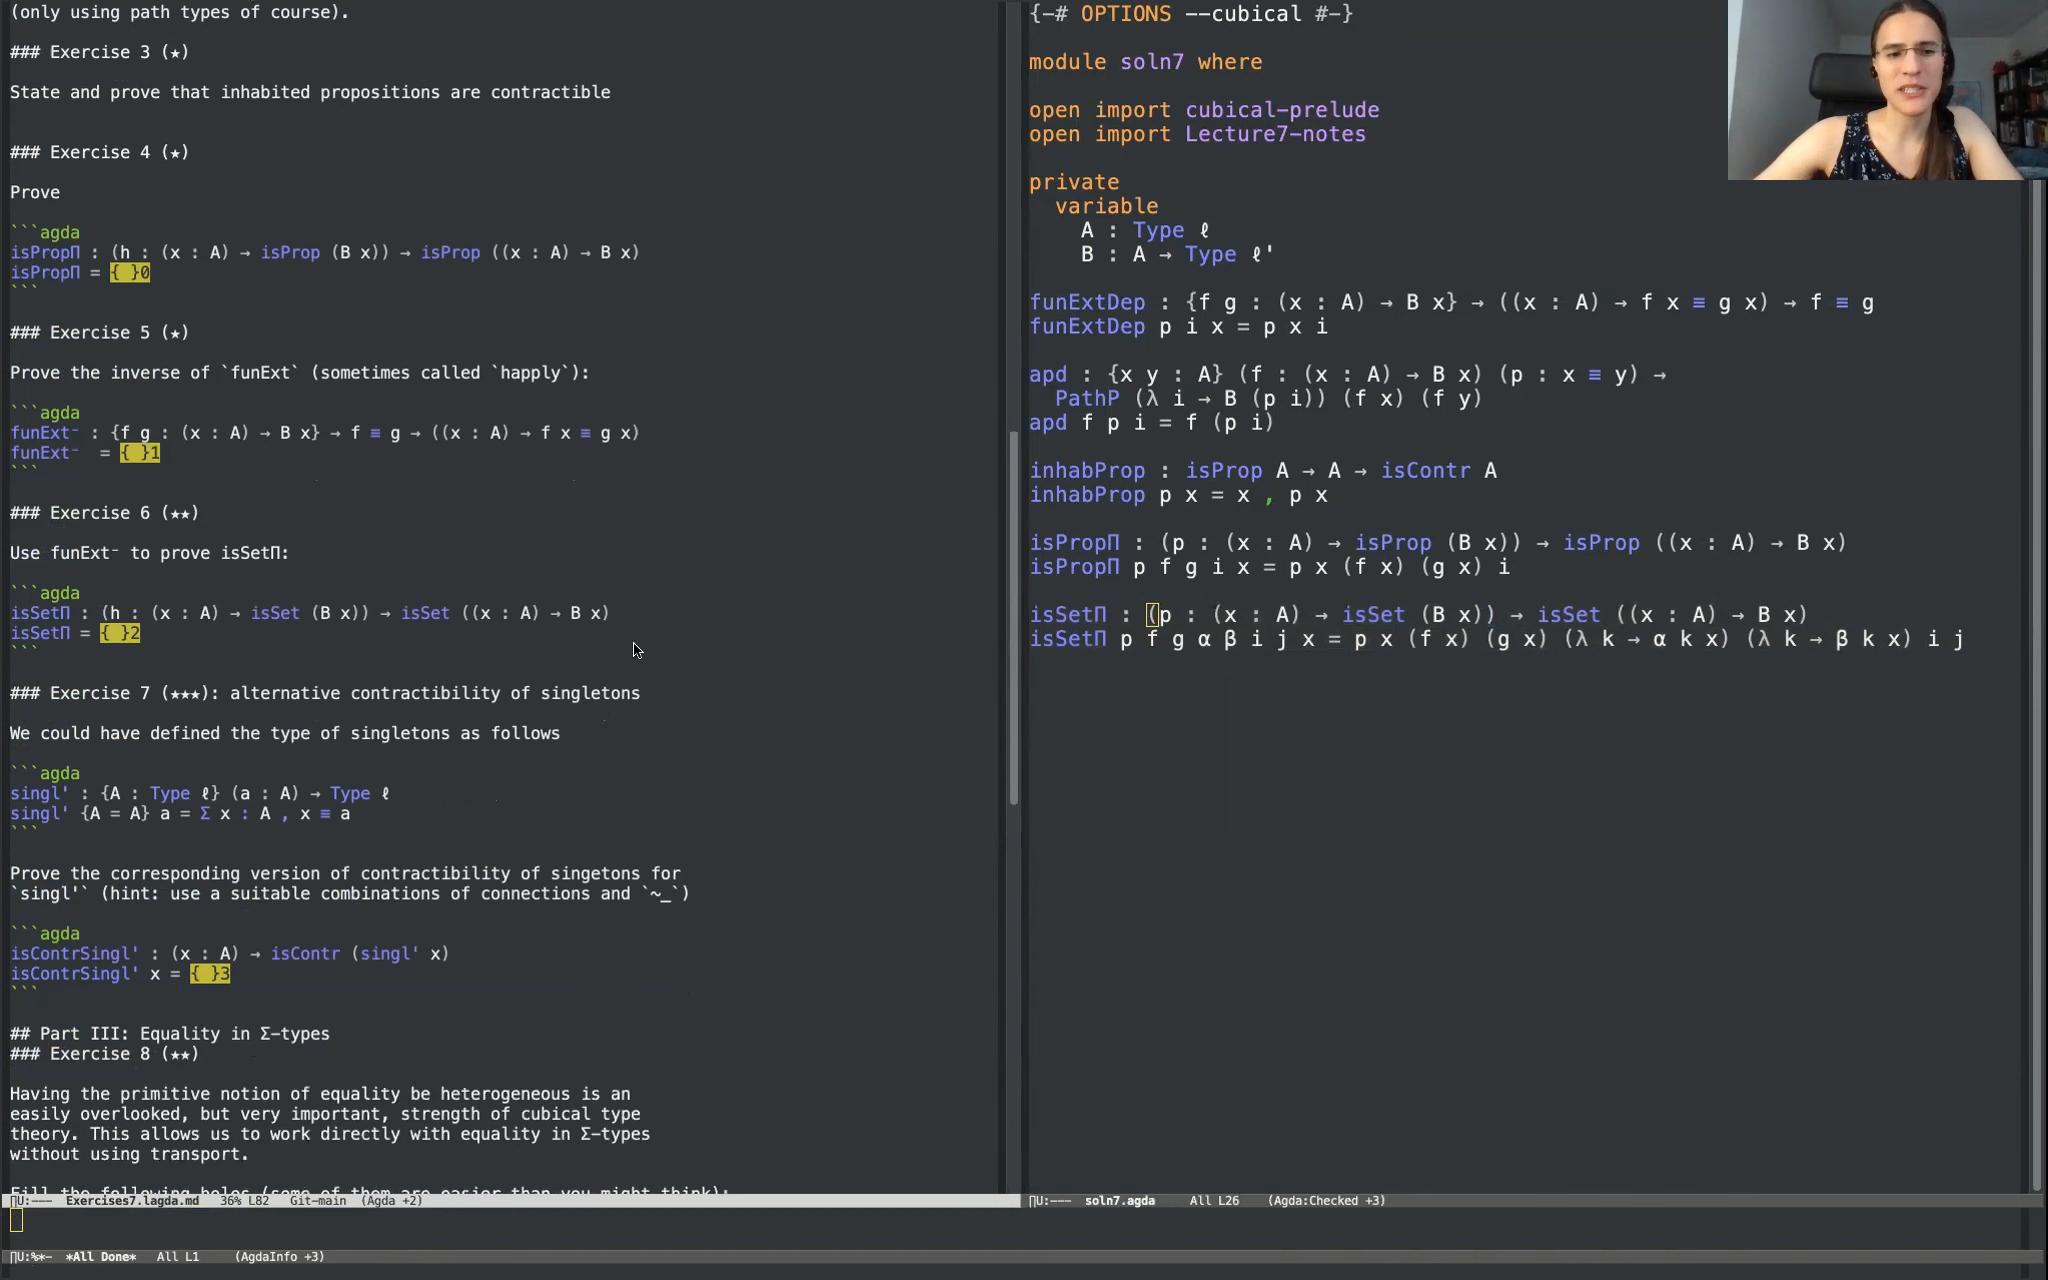 (only using path types of course).
### Exercise 3 (★)
State and prove that inhabited propositions are contractible
### Exercise 4 (★)
Prove
```agda
isPropΠ : (h : (x : A) → isProp (B x)) → isProp ((x : A) → B x)
isPropΠ = { }0
```
### Exercise 5 (★)
Prove the inverse of `funExt` (sometimes called `happly`):
```agda
funExt⁻ : {f g : (x : A) → B x} → f ≡ g → ((x : A) → f x ≡ g x)
funExt⁻  = { }1
```
### Exercise 6 (★★)
Use funExt⁻ to prove isSetΠ:
```agda
isSetΠ : (h : (x : A) → isSet (B x)) → isSet ((x : A) → B x)
isSetΠ = { }2
```
### Exercise 7 (★★★): alternative contractibility of singletons
We could have defined the type of singletons as follows
```agda
singl' : {A : Type ℓ} (a : A) → Type ℓ
singl' {A = A} a = Σ x : A , x ≡ a
```
Prove the corresponding version of contractibility of singetons for
`singl'` (hint: use a suitable combinations of connections and `~_`)
```agda
isContrSingl' : (x : A) → isContr (singl' x)
isContrSingl' x = { }3
```
## Part III: Equality in Σ-types
### Exercise 8 (★★)
Having the primitive notion of equality be heterogeneous is an
easily overlooked, but very important, strength of cubical type
theory. This allows us to work directly with equality in Σ-types
without using transport.
Fill the following holes (some of them are easier than you might think):
∏U:--- Exercises7.lagda.md 36% L82 Git-main (Agda +2)
∏U:%*- *All Done* All L1 (AgdaInfo +3)
{-# OPTIONS --cubical #-}
module soln7 where
open import cubical-prelude
open import Lecture7-notes
private
variable
A : Type ℓ
B : A → Type ℓ'
funExtDep : {f g : (x : A) → B x} → ((x : A) → f x ≡ g x) → f ≡ g
funExtDep p i x = p x i
apd : {x y : A} (f : (x : A) → B x) (p : x ≡ y) →
PathP (λ i → B (p i)) (f x) (f y)
apd f p i = f (p i)
inhabProp : isProp A → A → isContr A
inhabProp p x = x , p x
isPropΠ : (p : (x : A) → isProp (B x)) → isProp ((x : A) → B x)
isPropΠ p f g i x = p x (f x) (g x) i
isSetΠ : (p : (x : A) → isSet (B x)) → isSet ((x : A) → B x)
isSetΠ p f g α β i j x = p x (f x) (g x) (λ k → α k x) (λ k → β k x) i j
∏U:--- soln7.agda All L26 (Agda:Checked +3)